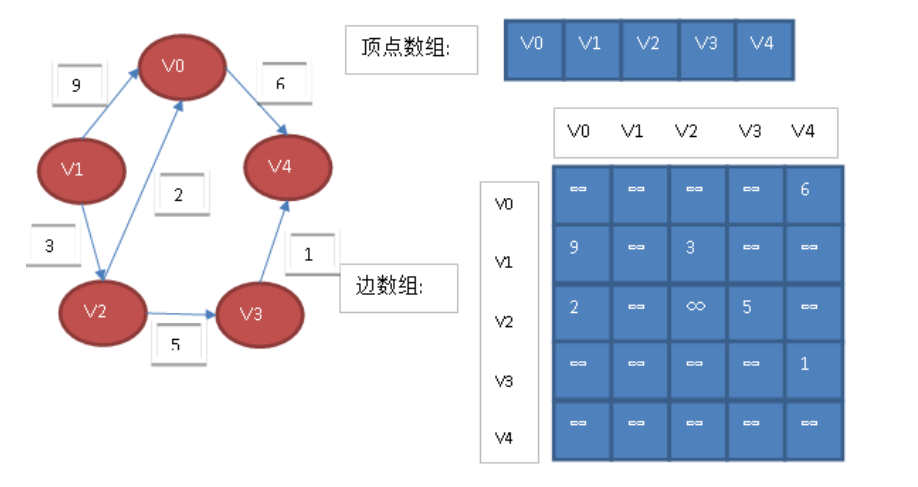 V0
9
6
V1
V4
2
3
1
V2
V3
5
顶点数组:
V0 V1 V2 V3 V4
边数组:
V0 V1 V2 V3 V4
V0 ∞ ∞ ∞ ∞ 6
V1 9 ∞ 3 ∞ ∞
V2 2 ∞ ∞ 5 ∞
V3 ∞ ∞ ∞ ∞ 1
V4 ∞ ∞ ∞ ∞ ∞